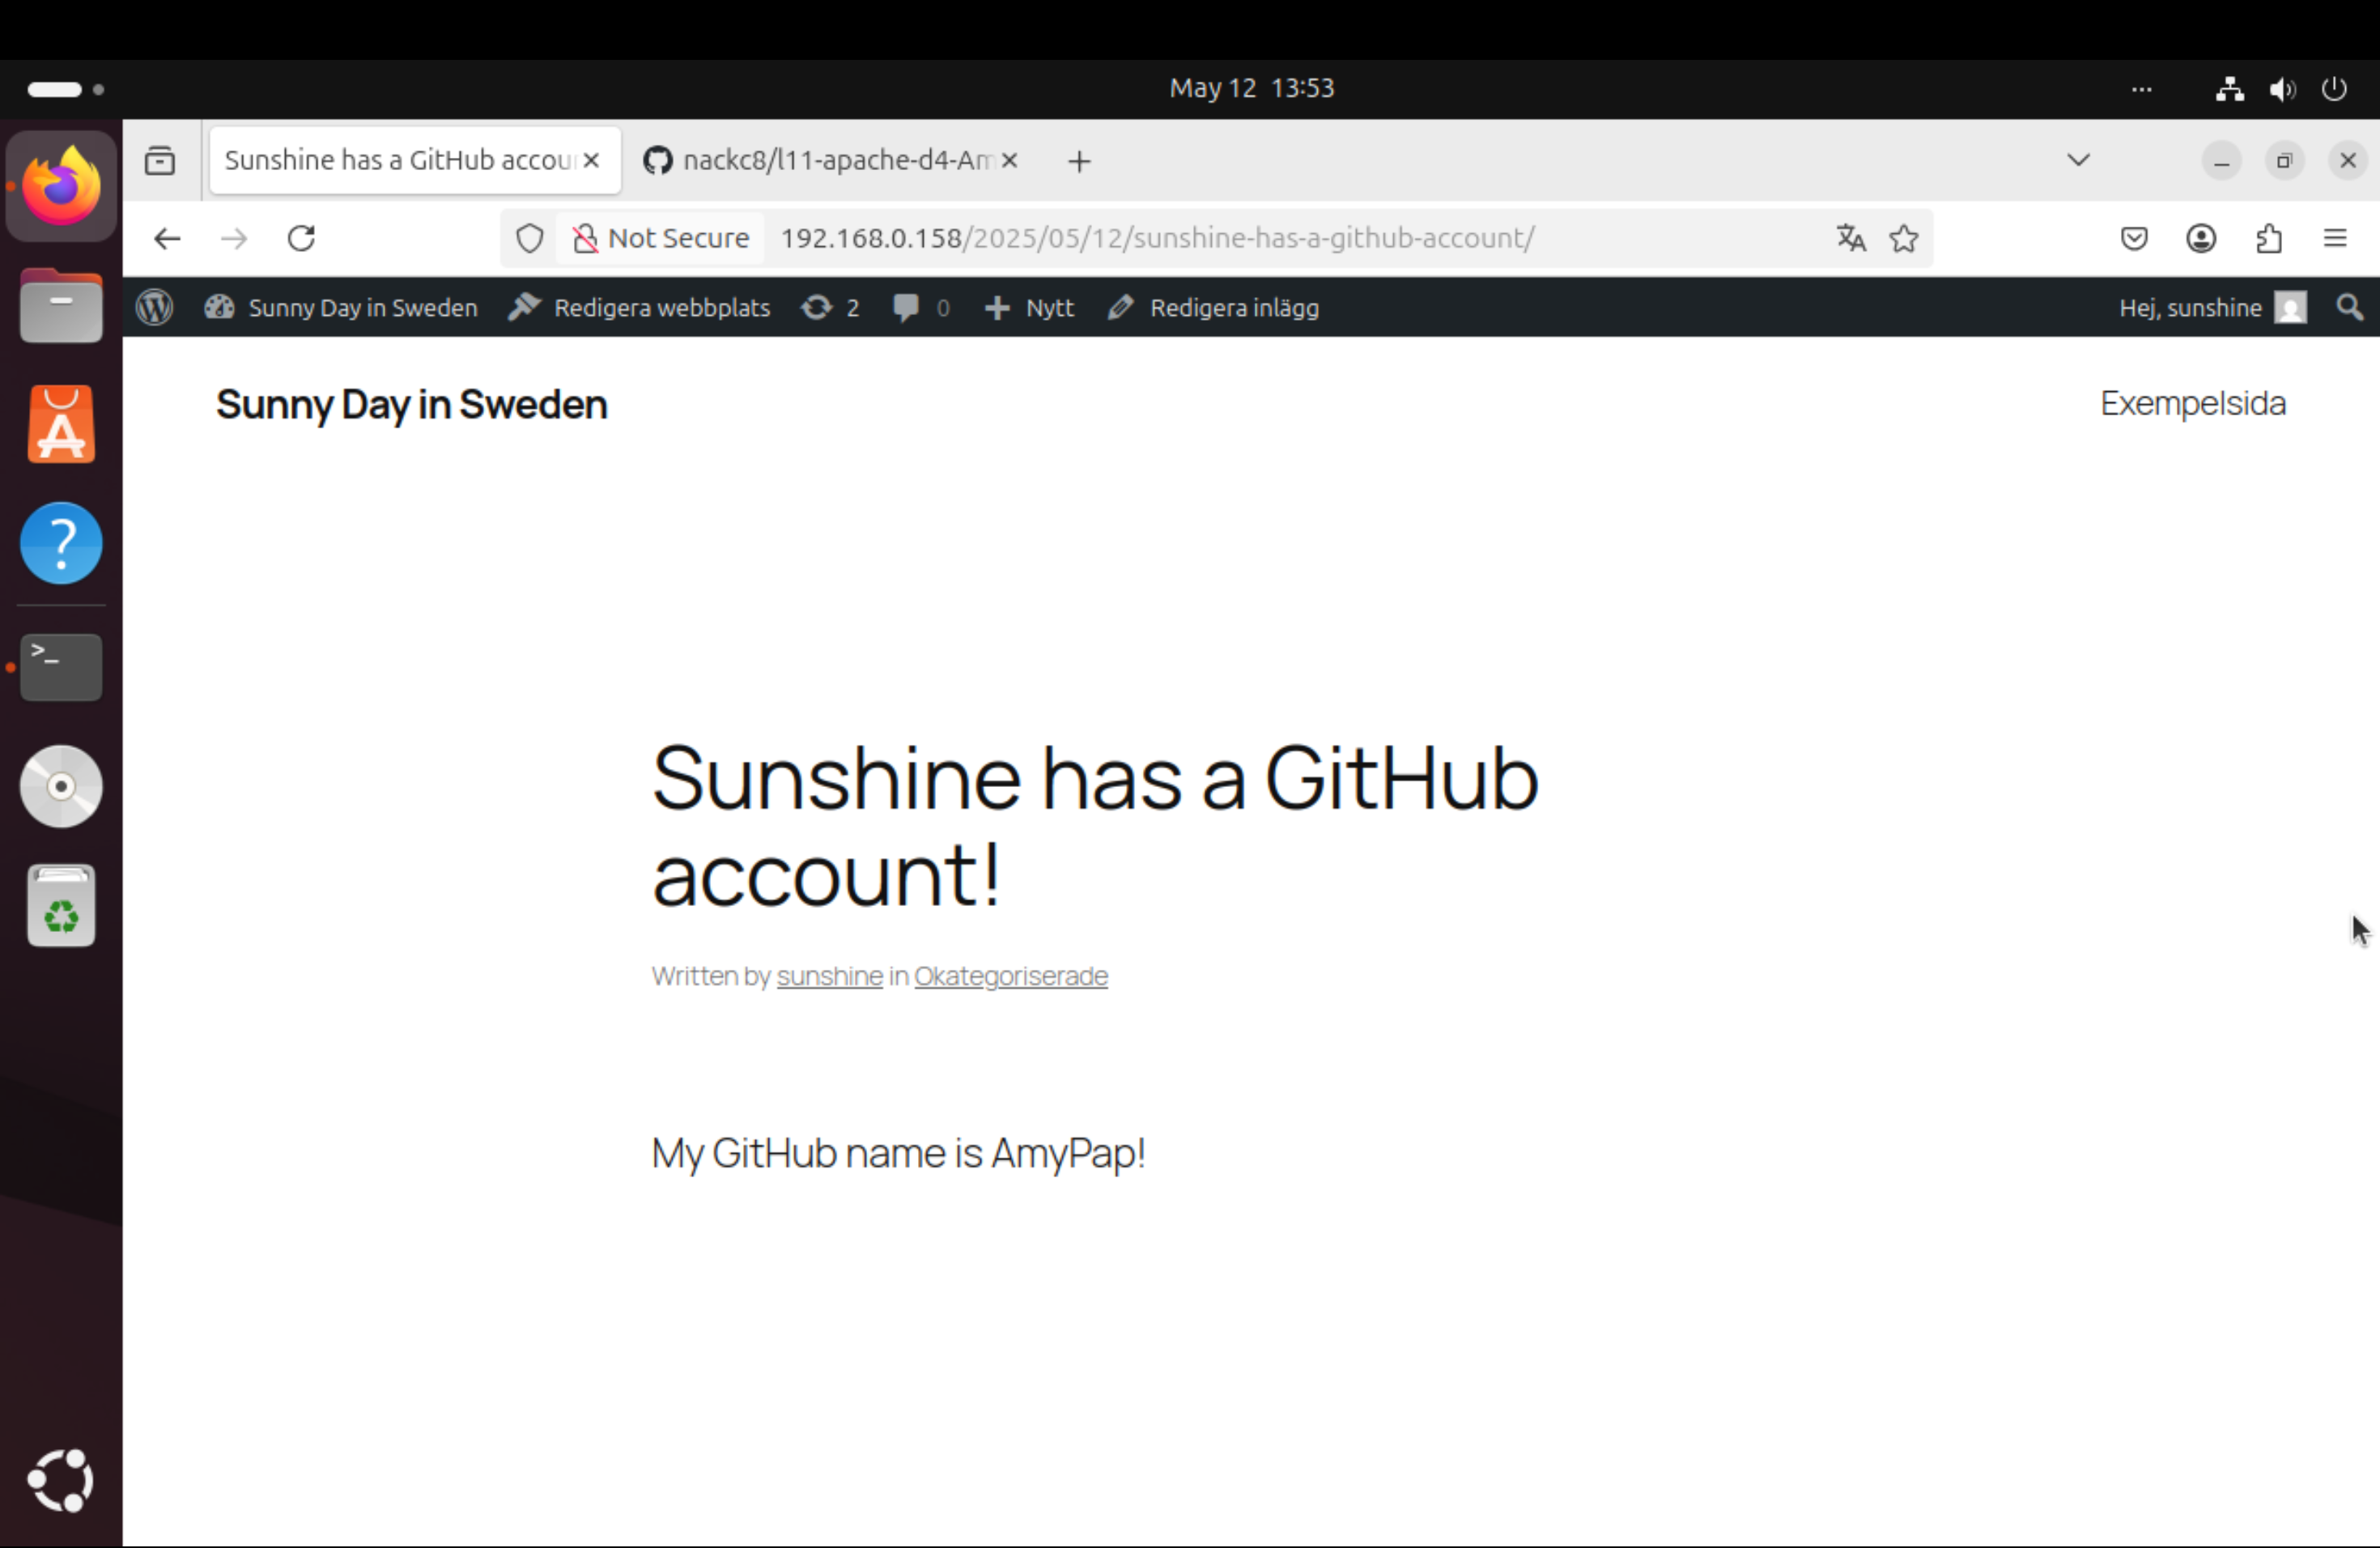 May 12 13:53
Sunshine has a GitHub accou
nackc8/l11-apache-d4-Am
Not Secure 192.168.0.158/2025/05/12/sunshine-has-a-github-account/
Sunny Day in Sweden Redigera webbplats 2 0 Nytt Redigera inlägg Hej, sunshine
Sunny Day in Sweden
Exempelsida
Sunshine has a GitHub
account!
Written by sunshine in Okategoriserade
My GitHub name is AmyPap!